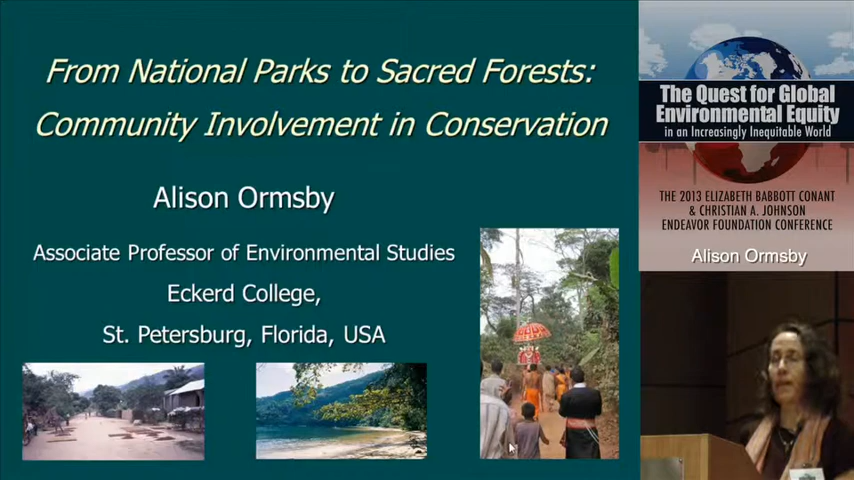 From National Parks to Sacred Forests:
Community Involvement in Conservation
Alison Ormsby
Associate Professor of Environmental Studies
Eckerd College,
St. Petersburg, Florida, USA
The Quest for Global
Environmental Equity
in an Increasingly Inequitable World
THE 2013 ELIZABETH BABBOTT CONANT
& CHRISTIAN A. JOHNSON
ENDEAVOR FOUNDATION CONFERENCE
Alison Ormsby